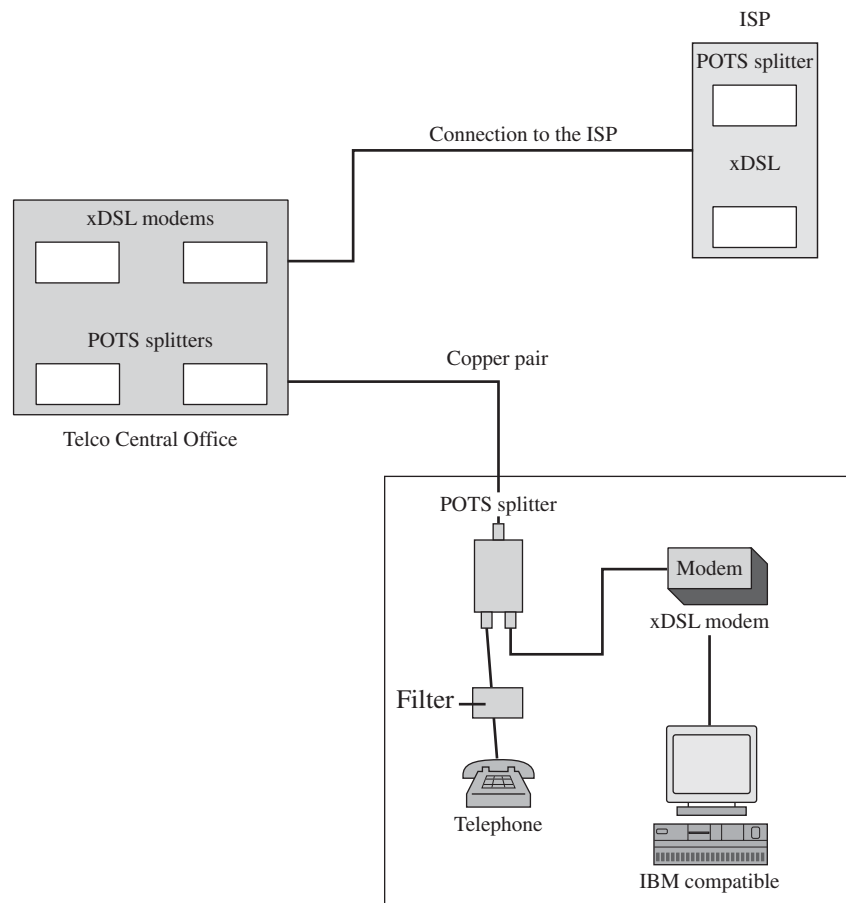 ISP
POTS splitter
Connection to the ISP
xDSL
xDSL modems
POTS splitters
Copper pair
Telco Central Office
POTS splitter
Modem
xDSL modem
Filter
Telephone
IBM compatible